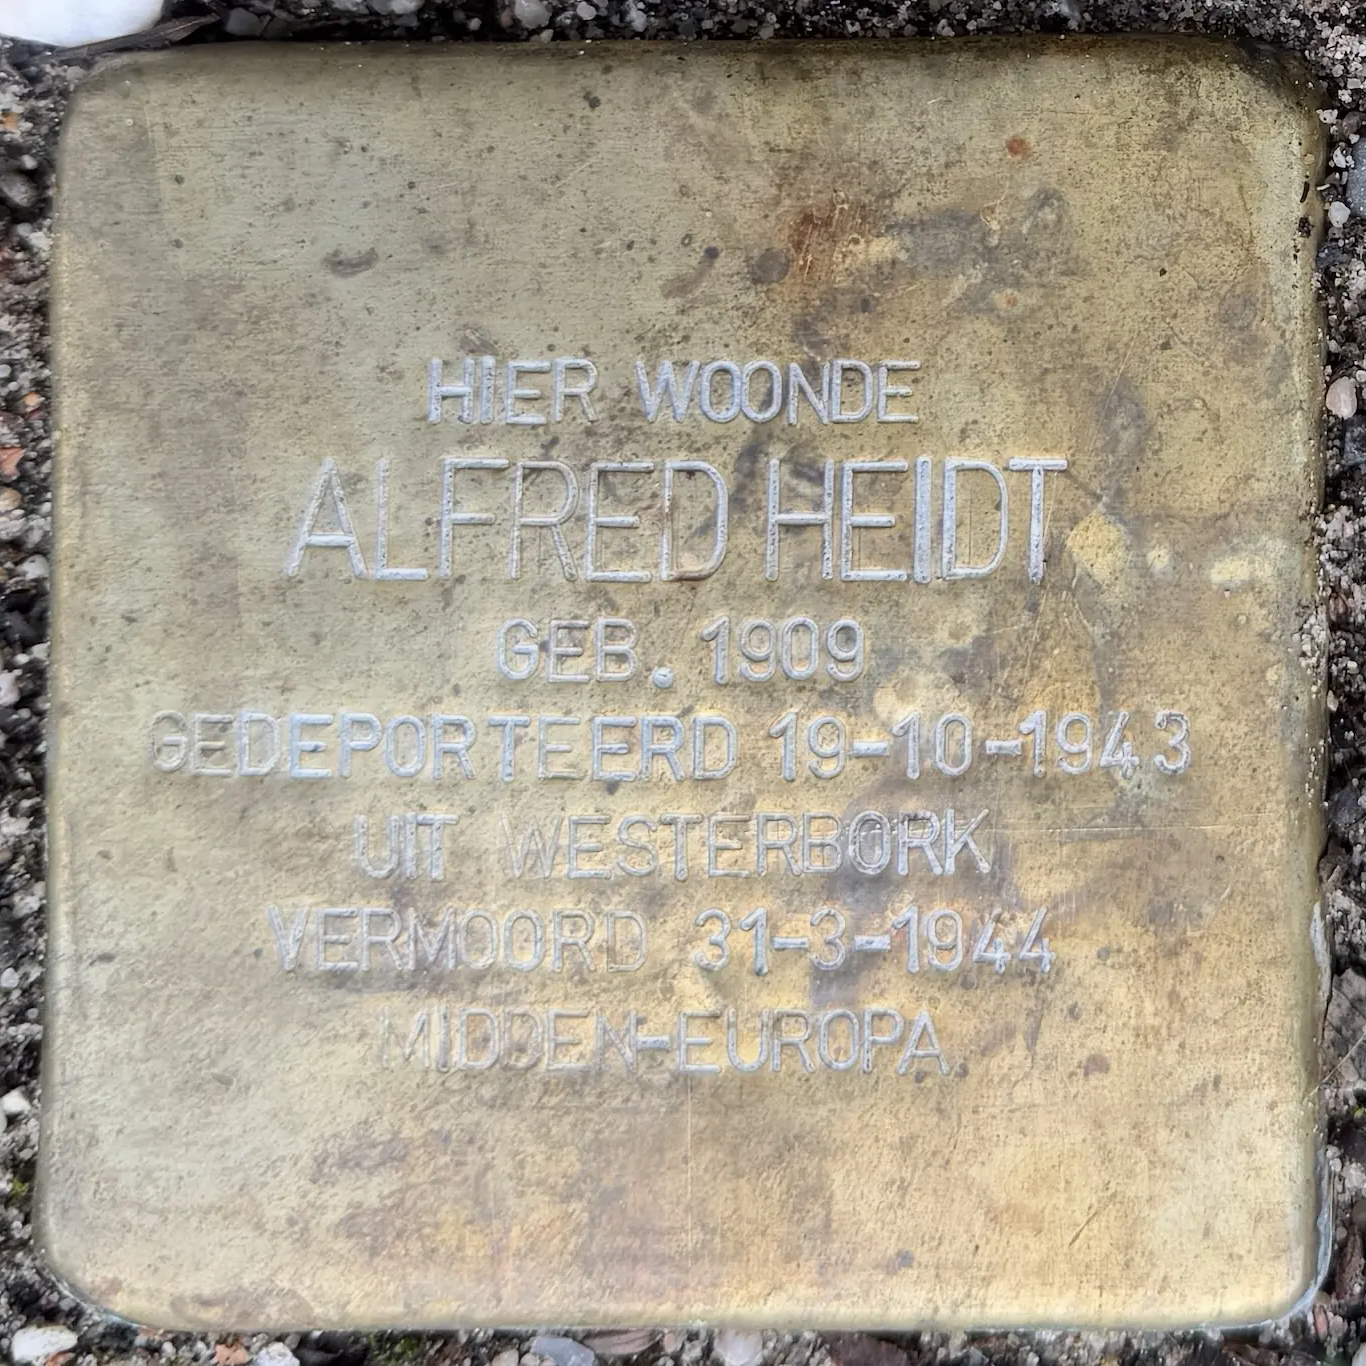 HIER WOONDE
ALFRED HEIDT
GEB. 1909
GEDEPORTEERD 19-10-1943
UIT WESTERBORK
VERMOORD 31-3-1944
MIDDEN-EUROPA